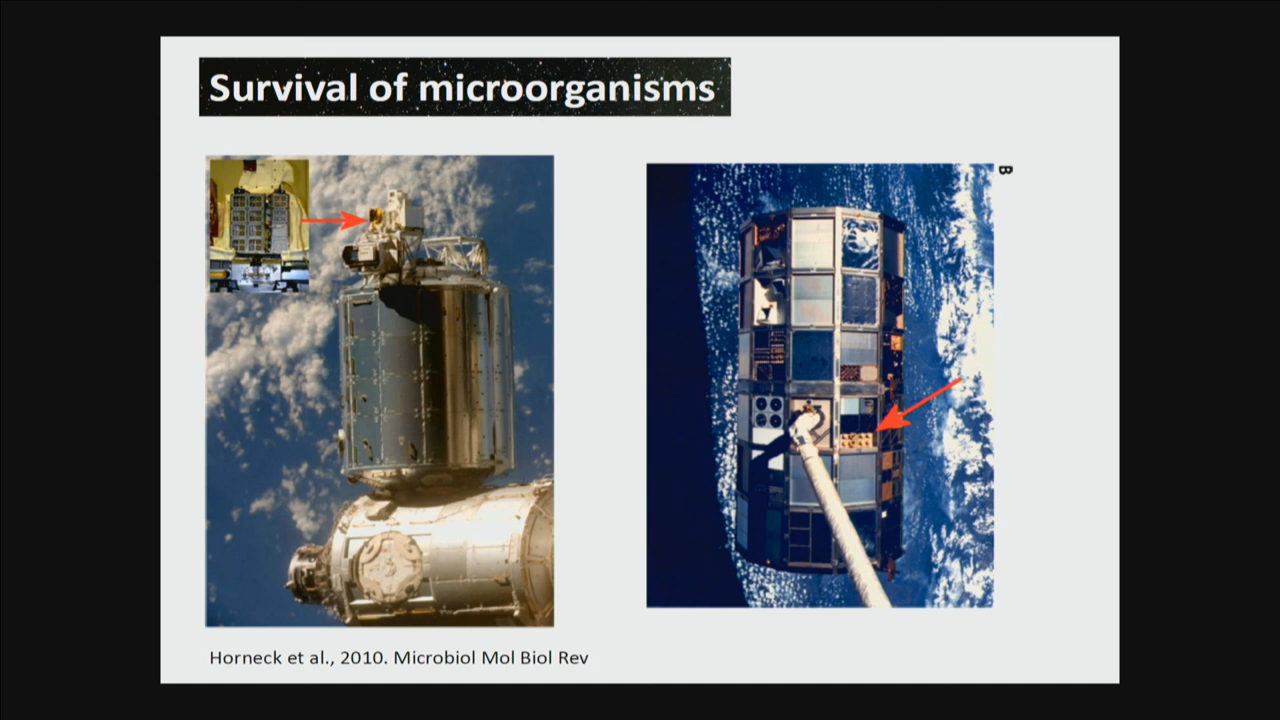 Survival of microorganisms
B
Horneck et al., 2010. Microbiol Mol Biol Rev